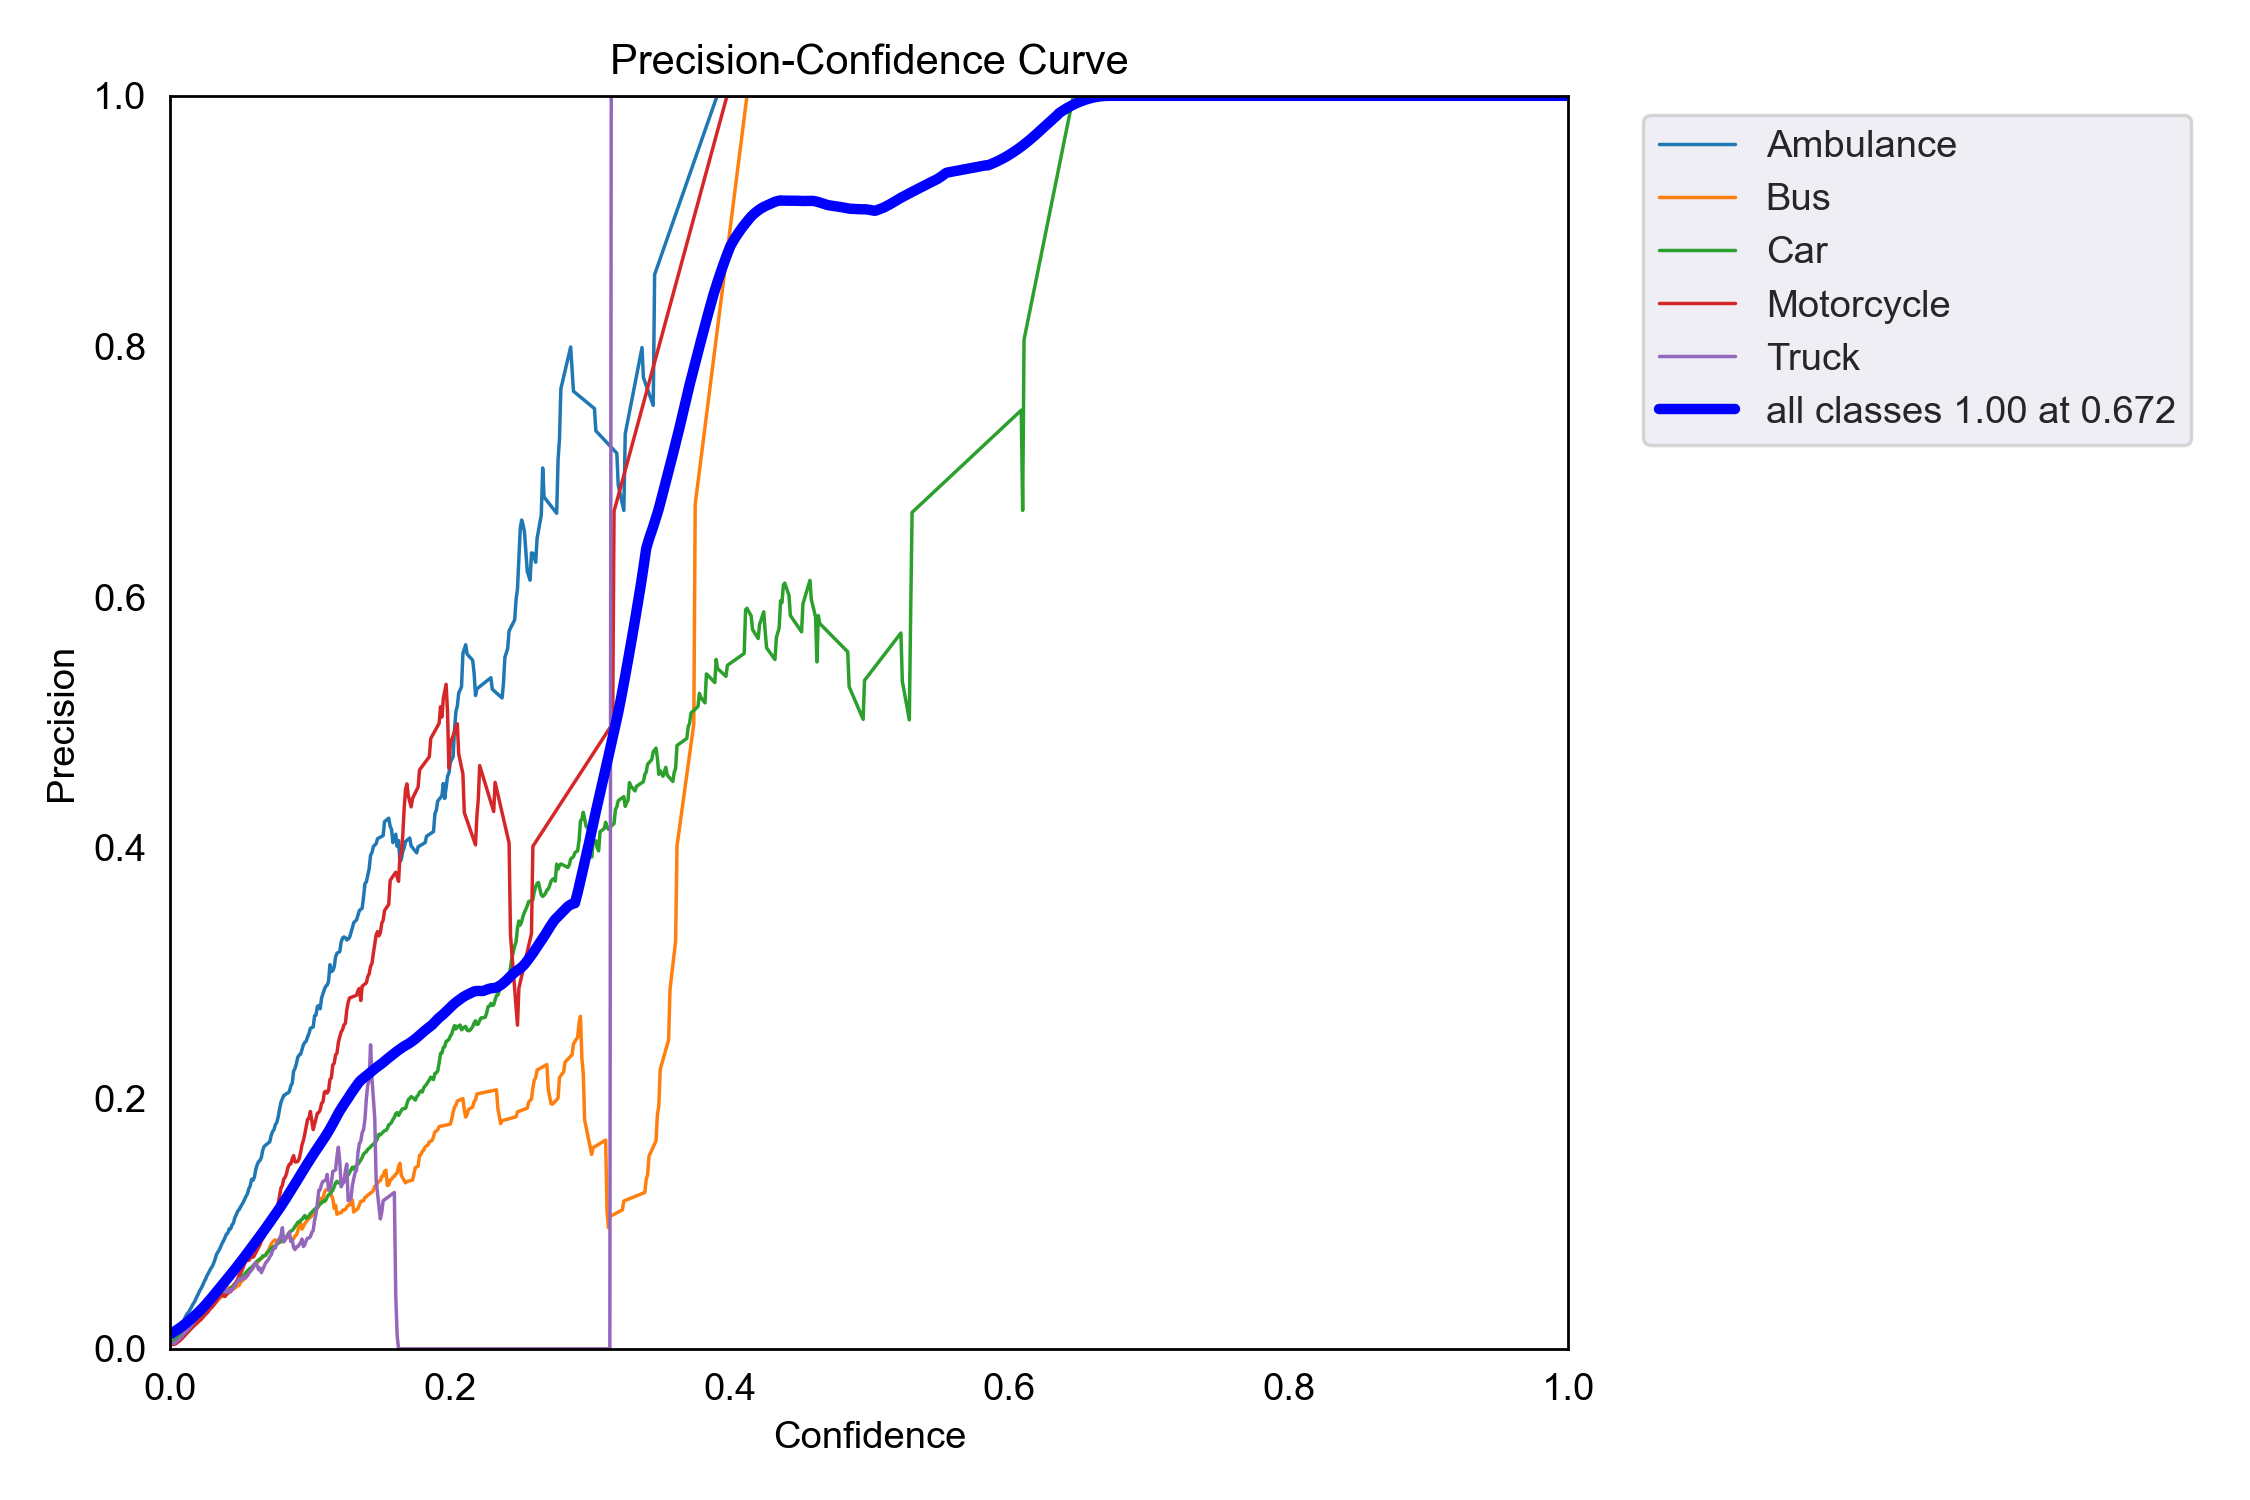 Precision-Confidence Curve
1.0
0.8
0.6
0.4
0.2
0.0
Precision
0.0 0.2 0.4 0.6 0.8 1.0
Confidence
Ambulance
Bus
Car
Motorcycle
Truck
all classes 1.00 at 0.672